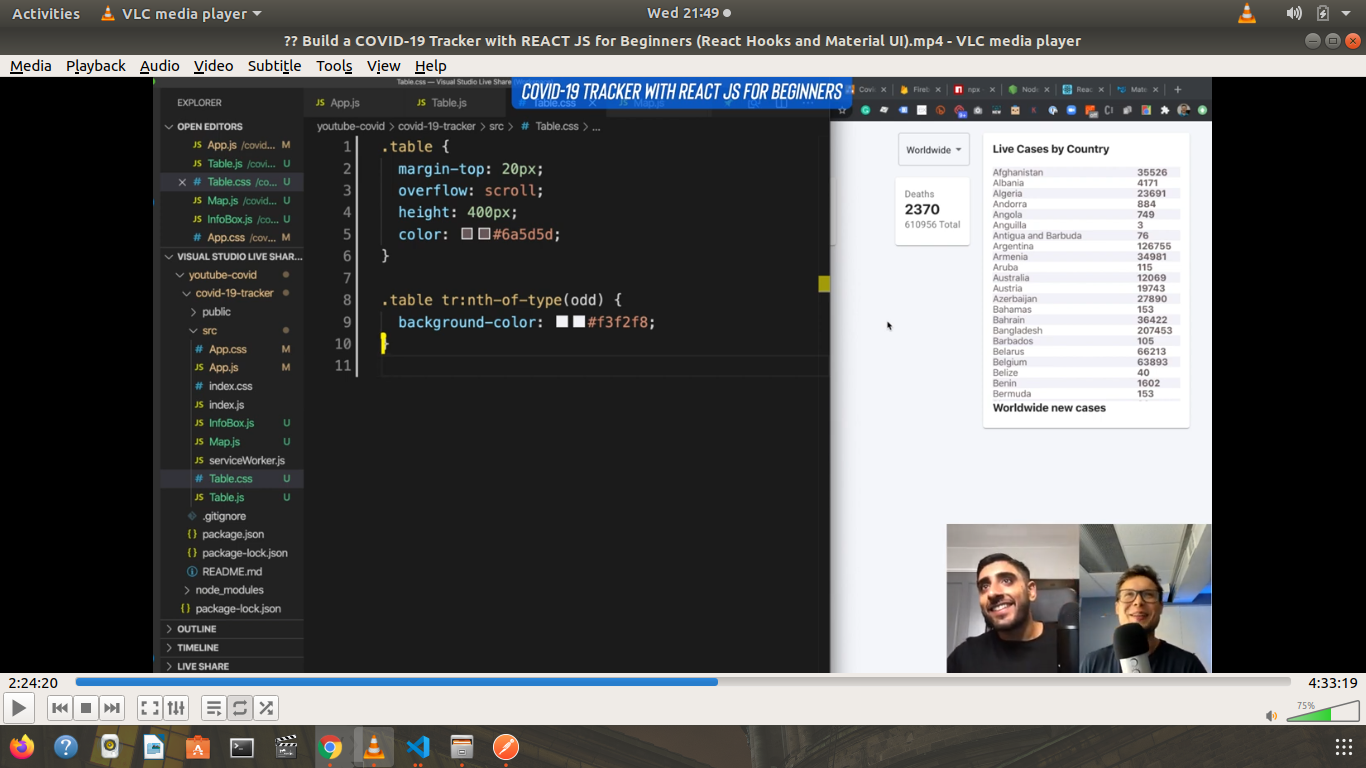 Activities
VLC media player
Wed 21:49
?? Build a COVID-19 Tracker with REACT JS for Beginners (React Hooks and Material UI).mp4 - VLC media player
Media Playback Audio Video Subtitle Tools View Help
Table.css — Visual Studio Live Share
COVID-19 TRACKER WITH REACT JS FOR BEGINNERS
EXPLORER
JS App.js
JS Table.js
# Table.css
Map.js
youtube-covid > covid-19-tracker > src > # Table.css > ...
OPEN EDITORS
JS App.js /covid... M
JS Table.js /covi... U
# Table.css /co... U
JS Map.js /covid... U
JS InfoBox.js /c... U
# App.css /cov... M
VISUAL STUDIO LIVE SHAR...
youtube-covid
covid-19-tracker
public
src
# App.css M
JS App.js M
# index.css
JS index.js
JS InfoBox.js U
JS Map.js U
JS serviceWorker.js
# Table.css U
JS Table.js U
.gitignore
{} package.json
{} package-lock.json
README.md
node_modules
{} package-lock.json
OUTLINE
TIMELINE
LIVE SHARE
1 .table {
2 margin-top: 20px;
3 overflow: scroll;
4 height: 400px;
5 color: #6a5d5d;
6 }
7
8 .table tr:nth-of-type(odd) {
9 background-color: #f3f2f8;
10 }
11
Covi
Fireb
npx
Node
Reac
Mate
Worldwide
Deaths
2370
610956 Total
Live Cases by Country
Afghanistan 35526
Albania 4171
Algeria 23691
Andorra 884
Angola 749
Anguilla 3
Antigua and Barbuda 76
Argentina 126755
Armenia 34981
Aruba 115
Australia 12069
Austria 19743
Azerbaijan 27890
Bahamas 153
Bahrain 36422
Bangladesh 207453
Barbados 105
Belarus 66213
Belgium 63893
Belize 40
Benin 1602
Bermuda 153
Worldwide new cases
2:24:20
4:33:19
75%